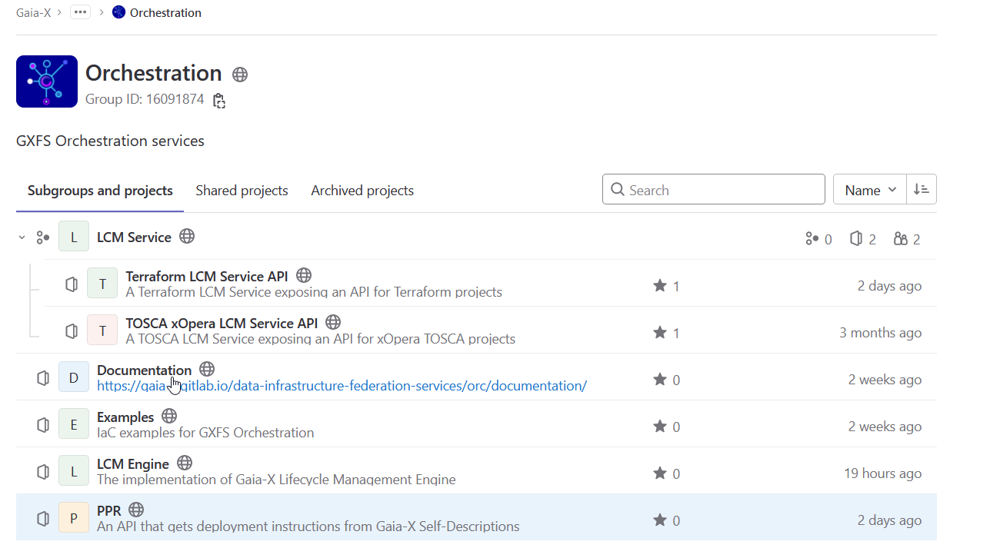 Gaia-X > ••• > Orchestration
Orchestration
Group ID: 16091874
GXFS Orchestration services
Subgroups and projects Shared projects Archived projects Search Name
L LCM Service 0 2 2
T Terraform LCM Service API
A Terraform LCM Service exposing an API for Terraform projects 1 2 days ago
T TOSCA xOpera LCM Service API
A TOSCA LCM Service exposing an API for xOpera TOSCA projects 1 3 months ago
D Documentation
https://gaia-x.gitlab.io/data-infrastructure-federation-services/orc/documentation/ 0 2 weeks ago
E Examples
IaC examples for GXFS Orchestration 0 2 weeks ago
L LCM Engine
The implementation of Gaia-X Lifecycle Management Engine 0 19 hours ago
P PPR
An API that gets deployment instructions from Gaia-X Self-Descriptions 0 2 days ago